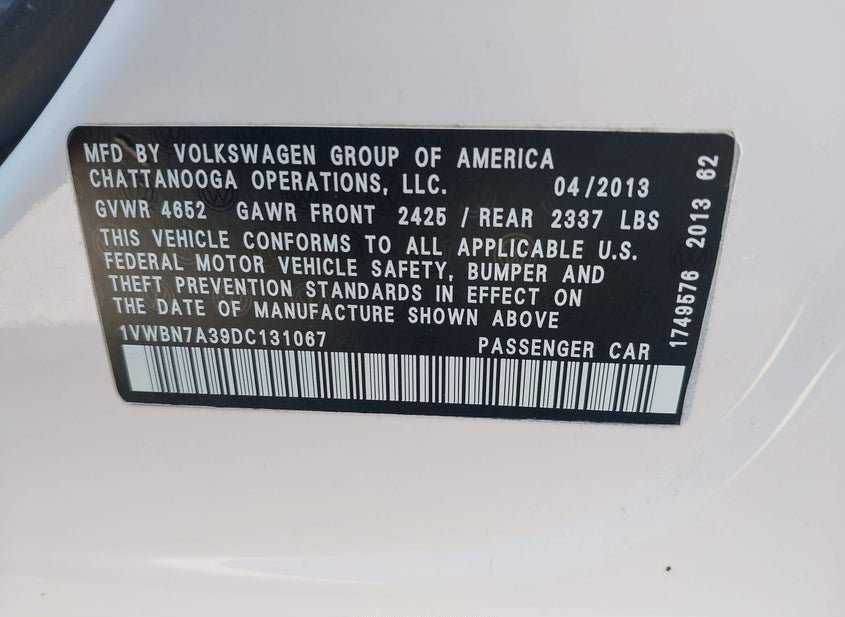 MFD BY VOLKSWAGEN GROUP OF AMERICA
CHATTANOOGA OPERATIONS, LLC. 04/2013
GVWR 4652 GAWR FRONT 2425 / REAR 2337 LBS
THIS VEHICLE CONFORMS TO ALL APPLICABLE U.S.
FEDERAL MOTOR VEHICLE SAFETY, BUMPER AND
THEFT PREVENTION STANDARDS IN EFFECT ON
THE DATE OF MANUFACTURE SHOWN ABOVE
1VWBN7A39DC131067 PASSENGER CAR
1749576 2013 62